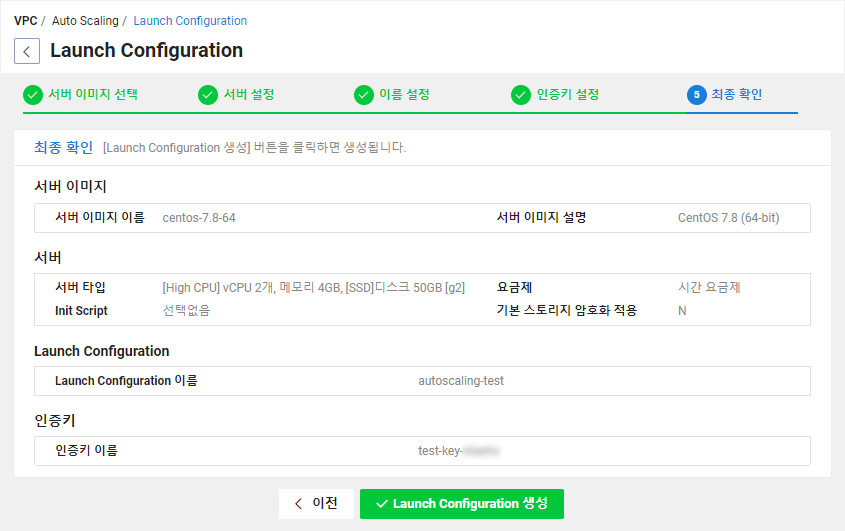 VPC / Auto Scaling / Launch Configuration
Launch Configuration
서버 이미지 선택 서버 설정 이름 설정 인증키 설정 5 최종 확인
최종 확인 [Launch Configuration 생성] 버튼을 클릭하면 생성됩니다.
서버 이미지
서버 이미지 이름 centos-7.8-64 서버 이미지 설명 CentOS 7.8 (64-bit)
서버
서버 타입 [High CPU] vCPU 2개, 메모리 4GB, [SSD]디스크 50GB [g2] 요금제 시간 요금제
Init Script 선택없음 기본 스토리지 암호화 적용 N
Launch Configuration
Launch Configuration 이름 autoscaling-test
인증키
인증키 이름 test-key-
이전 Launch Configuration 생성